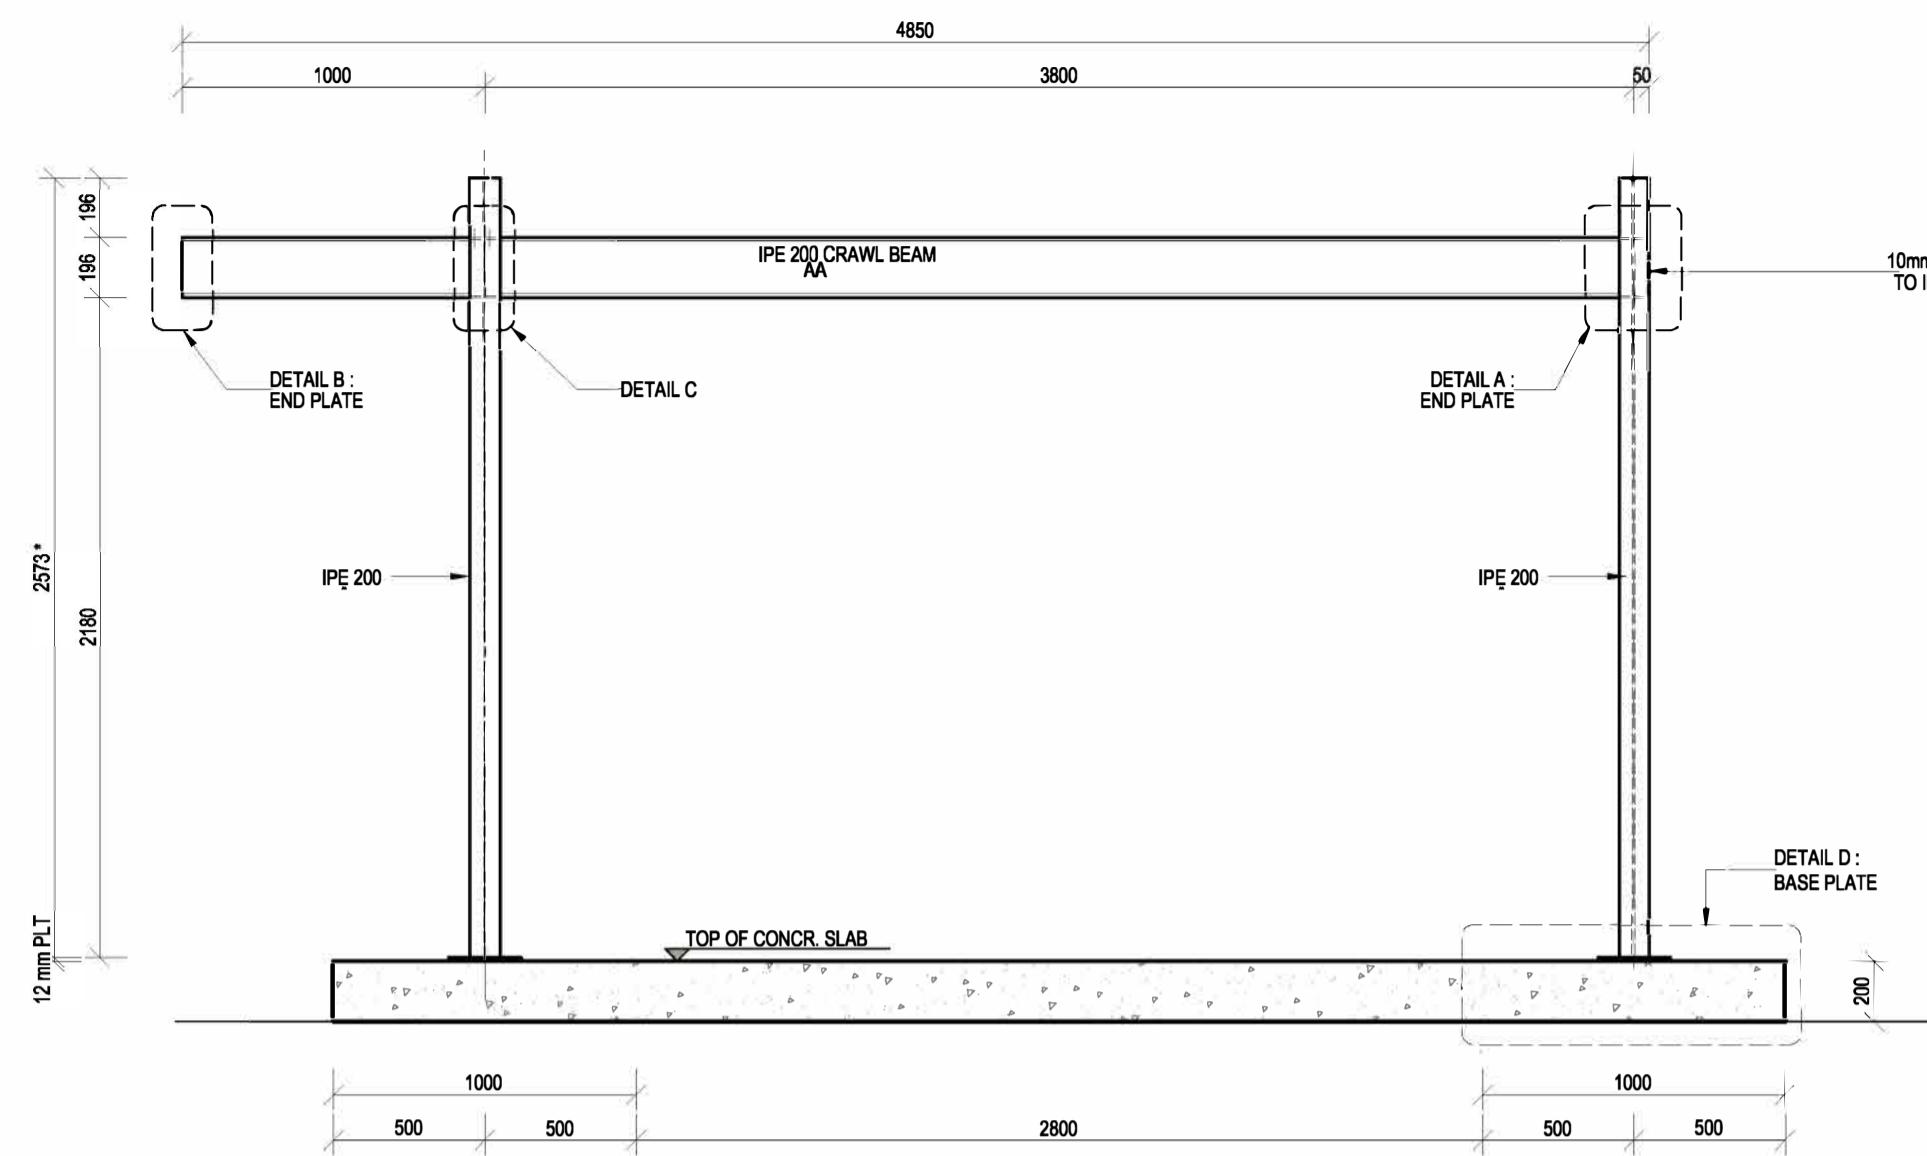 4850
1000
3800
50
196
196
IPE 200 CRAWL BEAM
AA
10mm
TO I
DETAIL B :
END PLATE
DETAIL C
DETAIL A :
END PLATE
2573 *
2180
IPE 200
IPE 200
DETAIL D :
BASE PLATE
12 mm PLT
TOP OF CONCR. SLAB
200
1000
1000
500
500
2800
500
500